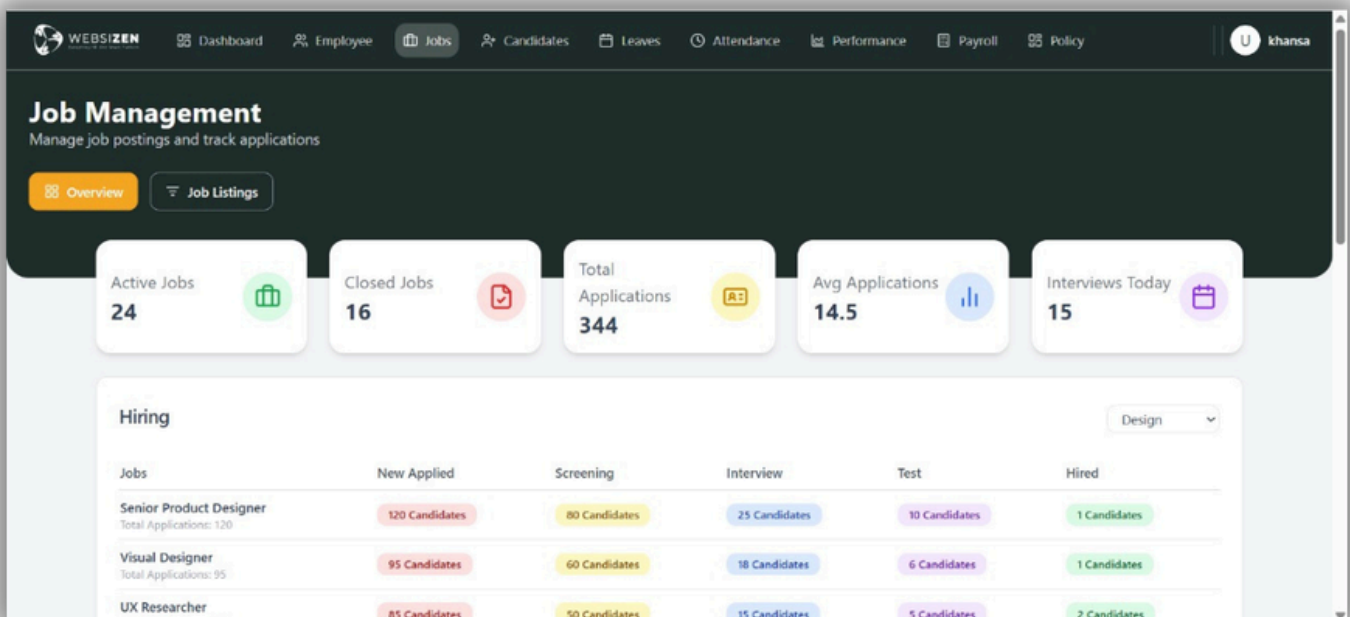 WEBSIZEN
Dashboard
Employee
Jobs
Candidates
Leaves
Attendance
Performance
Payroll
Policy
U
khansa
Job Management
Manage job postings and track applications
Overview
Job Listings
Active Jobs
24
Closed Jobs
16
Total
Applications
344
Avg Applications
14.5
Interviews Today
15
Hiring
Design
Jobs New Applied Screening Interview Test Hired
Senior Product Designer
Total Applications: 120
120 Candidates 80 Candidates 25 Candidates 10 Candidates 1 Candidates
Visual Designer
Total Applications: 95
95 Candidates 60 Candidates 18 Candidates 6 Candidates 1 Candidates
UX Researcher
85 Candidates 50 Candidates 15 Candidates 5 Candidates 2 Candidates